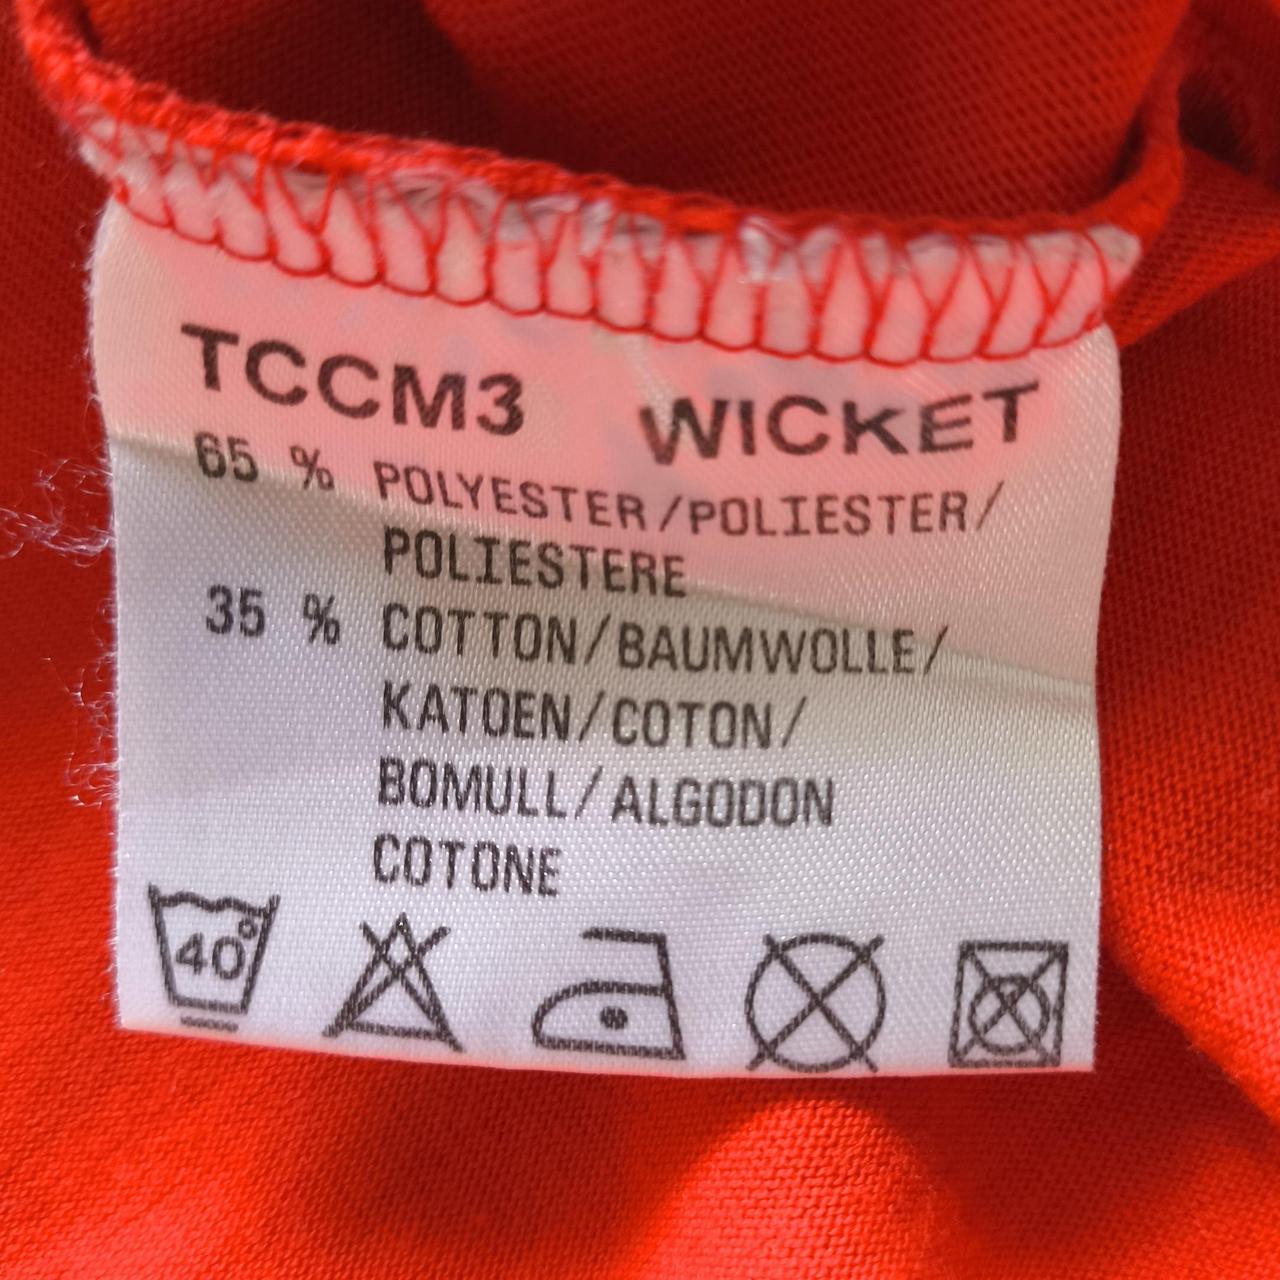 TCCM3 WICKET
65 % POLYESTER/POLIESTER/
POLIESTERE
35 % COTTON/BAUMWOLLE/
KATOEN/COTON/
BOMULL/ALGODON
COTONE
40°